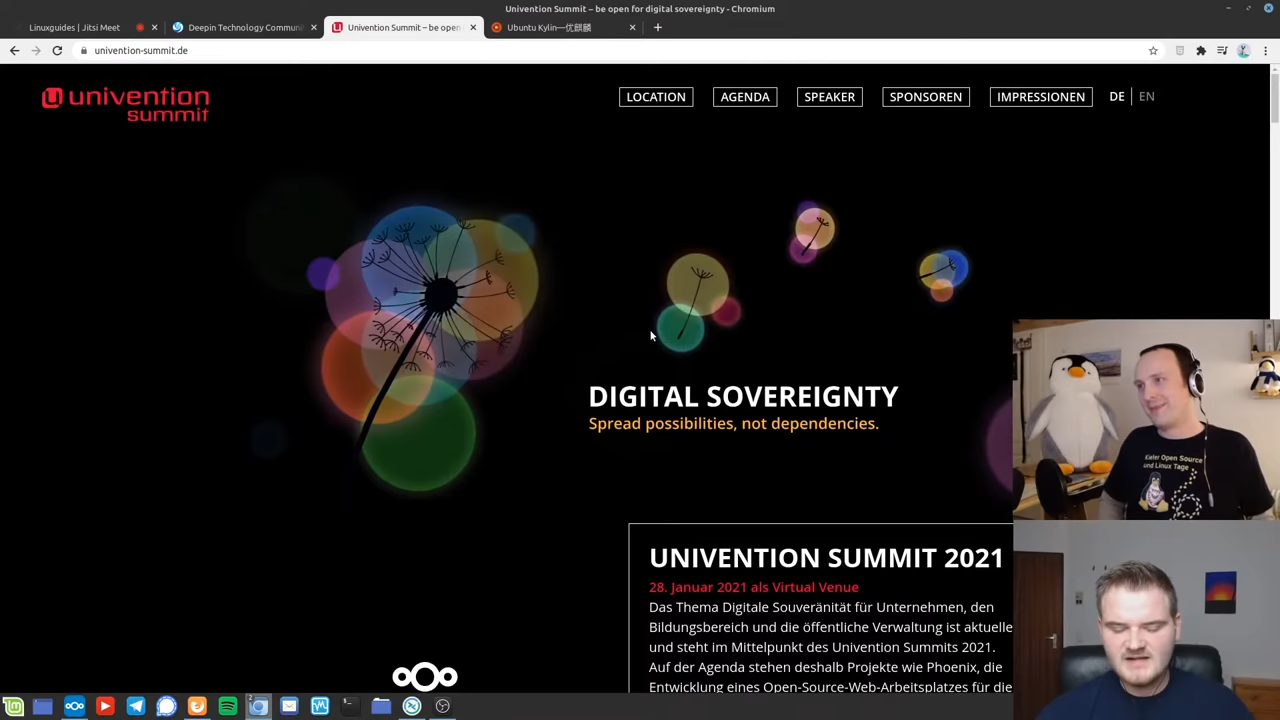 Univention Summit – be open for digital sovereignty - Chromium
Linuxguides | Jitsi Meet
Deepin Technology Communi
Univention Summit – be open f
Ubuntu Kylin—优麒麟
univention-summit.de
univention
summit
LOCATION
AGENDA
SPEAKER
SPONSOREN
IMPRESSIONEN
DE | EN
DIGITAL SOVEREIGNTY
Spread possibilities, not dependencies.
Kieler Open Source
und Linux Tage
UNIVENTION SUMMIT 2021
28. Januar 2021 als Virtual Venue
Das Thema Digitale Souveränität für Unternehmen, den
Bildungsbereich und die öffentliche Verwaltung ist aktuelle
und steht im Mittelpunkt des Univention Summits 2021.
Auf der Agenda stehen deshalb Projekte wie Phoenix, die
Entwicklung eines Open-Source-Web-Arbeitsplatzes für die
2